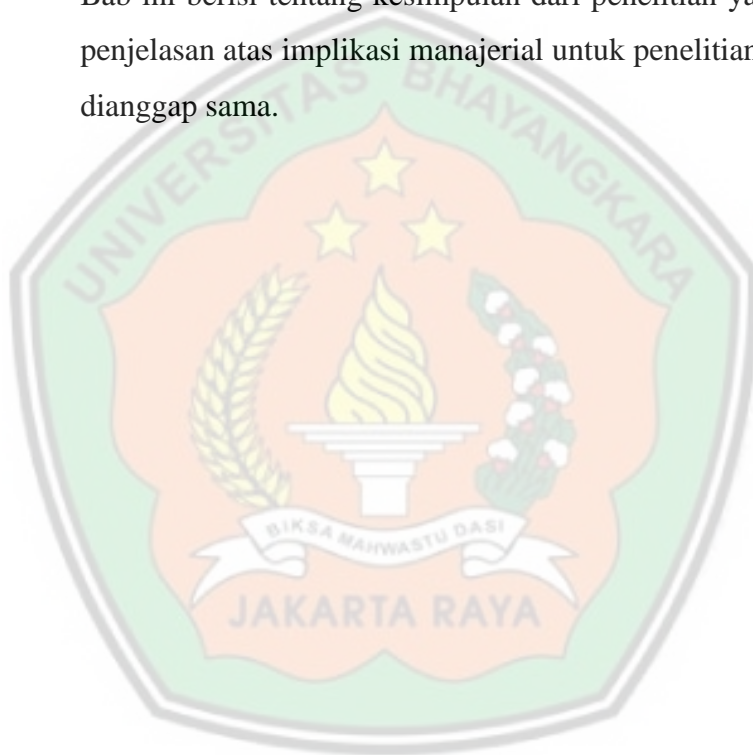 Bab ini berisi tentang kesimpulan dari penelitian
penjelasan atas implikasi manajerial untuk penelitian
dianggap sama.
UNIVERSITAS BHAYANGKARA
BIKSA MAHWASTU DASI
JAKARTA RAYA